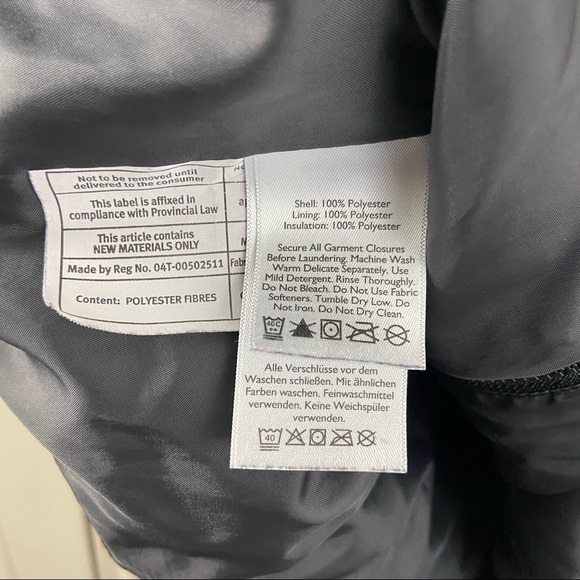 Not to be removed until
delivered to the consumer
This label is affixed in
compliance with Provincial Law
This article contains
NEW MATERIALS ONLY
Made by Reg No. 04T-00502511
Content: POLYESTER FIBRES
Shell: 100% Polyester
Lining: 100% Polyester
Insulation: 100% Polyester
Secure All Garment Closures
Before Laundering. Machine Wash
Warm Delicate Separately. Use
Mild Detergent. Rinse Thoroughly.
Do Not Bleach. Do Not Use Fabric
Softeners. Tumble Dry Low. Do
Not Iron. Do Not Dry Clean.
40C
Alle Verschlüsse vor dem
Waschen schließen. Mit ähnlichen
Farben waschen. Feinwaschmittel
verwenden. Keine Weichspüler
verwenden.
40